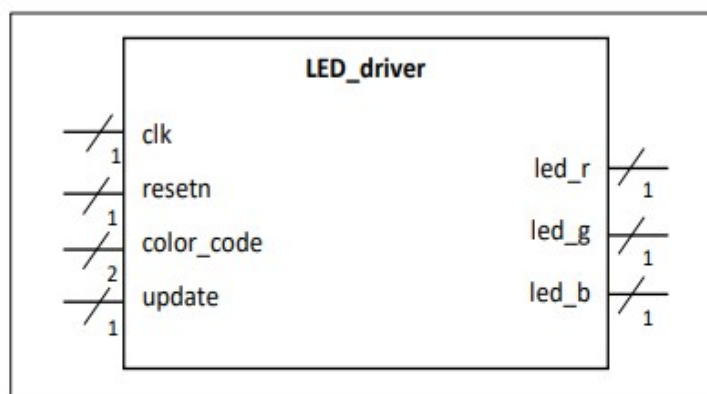 LED_driver
clk
1
resetn
1
color_code
2
update
1
led_r
1
led_g
1
led_b
1